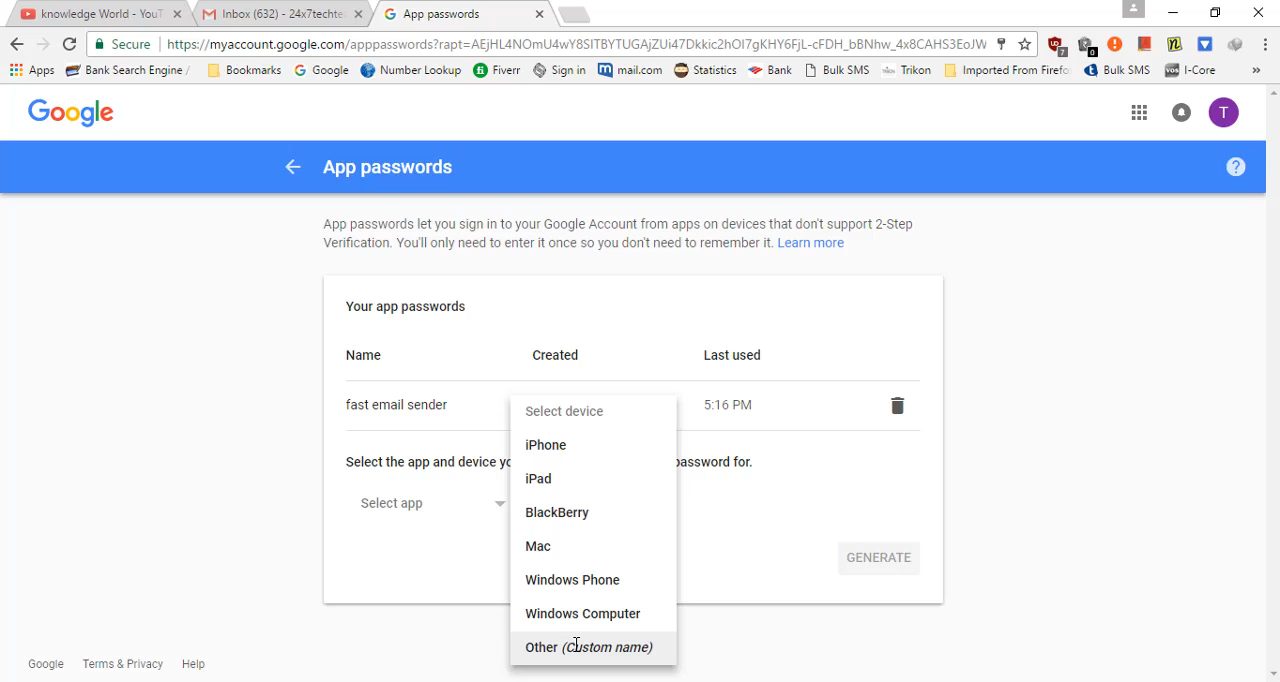 knowledge World - YouT
Inbox (632) - 24x7techte
App passwords
Secure
https://myaccount.google.com/apppasswords?rapt=AEjHL4NOmU4wY8SITBYTUGAjZUi47Dkkic2hOI7gKHY6FjL-cFDH_bBNhw_4x8CAHS3EoJW
7
0
Apps
Bank Search Engine /
Bookmarks
Google
Number Lookup
Fiverr
Sign in
mail.com
Statistics
Bank
Bulk SMS
Trikon
Imported From Firefo
Bulk SMS
I-Core
Google
T
App passwords
App passwords let you sign in to your Google Account from apps on devices that don't support 2-Step
Verification. You'll only need to enter it once so you don't need to remember it. Learn more
Your app passwords
Name Created Last used
fast email sender 5:16 PM
Select device
iPhone
Select the app and device yo password for.
iPad
Select app
BlackBerry
Mac
GENERATE
Windows Phone
Windows Computer
Other (Custom name)
Google Terms & Privacy Help